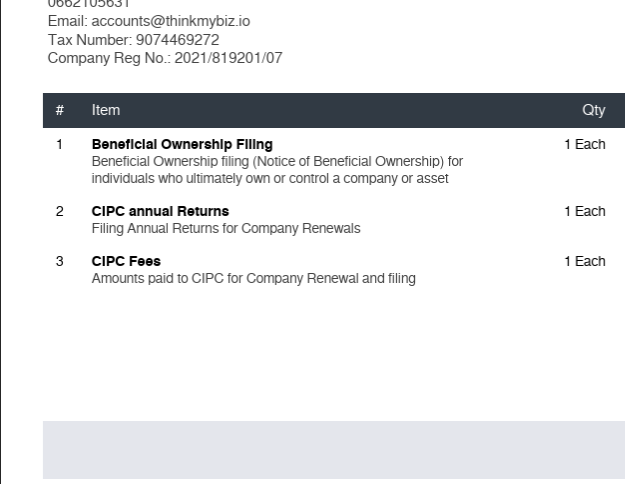 0662105631
Email: accounts@thinkmybiz.io
Tax Number: 9074469272
Company Reg No.: 2021/819201/07
# Item Qty
1 Beneficial Ownership Filing 1 Each
Beneficial Ownership filing (Notice of Beneficial Ownership) for
individuals who ultimately own or control a company or asset
2 CIPC annual Returns 1 Each
Filing Annual Returns for Company Renewals
3 CIPC Fees 1 Each
Amounts paid to CIPC for Company Renewal and filing